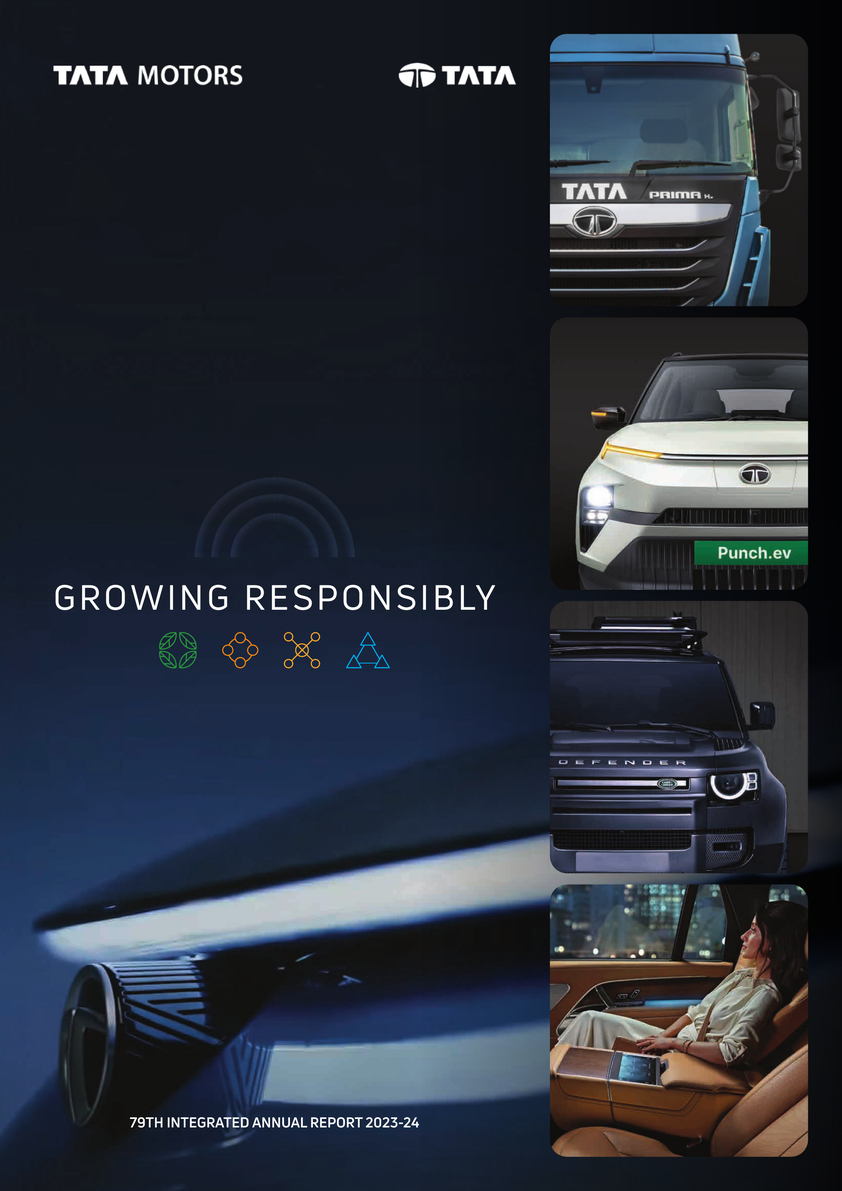 TATA MOTORS
TATA
TATA PRIMA H.
Punch.ev
DEFENDER
GROWING RESPONSIBLY
79TH INTEGRATED ANNUAL REPORT 2023-24